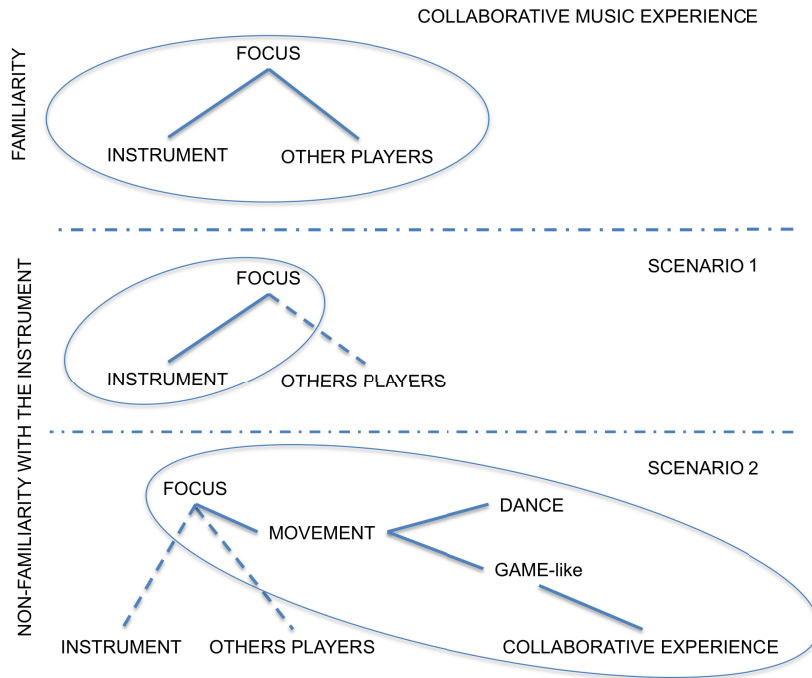 COLLABORATIVE MUSIC EXPERIENCE
FAMILIARITY
FOCUS
INSTRUMENT
OTHER PLAYERS
NON-FAMILIARITY WITH THE INSTRUMENT
SCENARIO 1
FOCUS
INSTRUMENT
OTHERS PLAYERS
SCENARIO 2
FOCUS
MOVEMENT
DANCE
GAME-like
INSTRUMENT
OTHERS PLAYERS
COLLABORATIVE EXPERIENCE